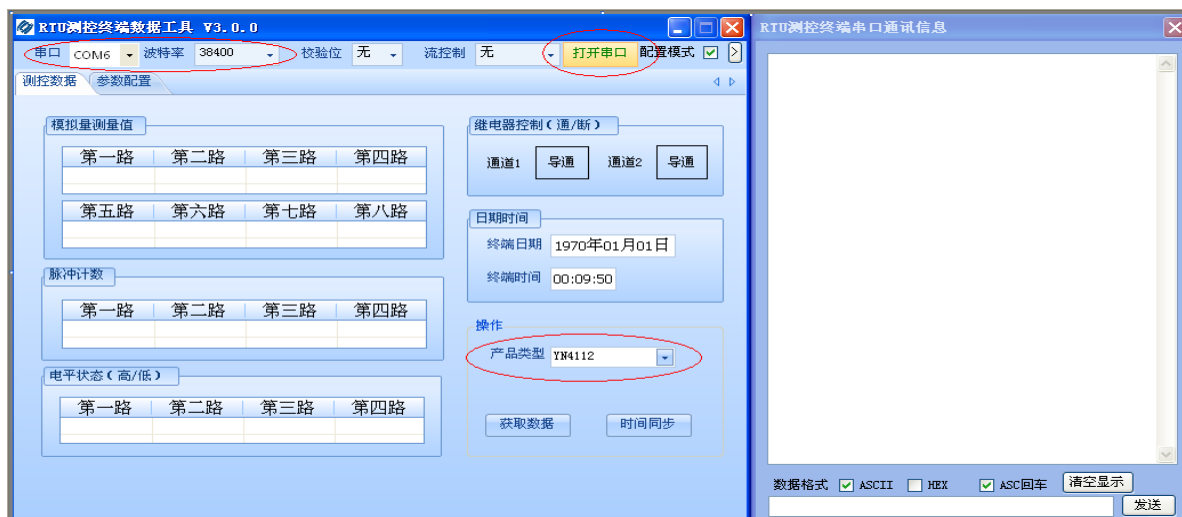 RTU测控终端数据工具 V3.0.0
串口 COM6 波特率 38400 校验位 无 流控制 无 打开串口 配置模式 >
测控数据 参数配置
模拟量测量值
第一路 第二路 第三路 第四路
第五路 第六路 第七路 第八路
脉冲计数
第一路 第二路 第三路 第四路
电平状态(高/低)
第一路 第二路 第三路 第四路
继电器控制(通/断)
通道1 导通 通道2 导通
日期时间
终端日期 1970年01月01日
终端时间 00:09:50
操作
产品类型 YN4112
获取数据 时间同步
RTU测控终端串口通讯信息
数据格式 ASCII HEX ASC回车 清空显示
发送